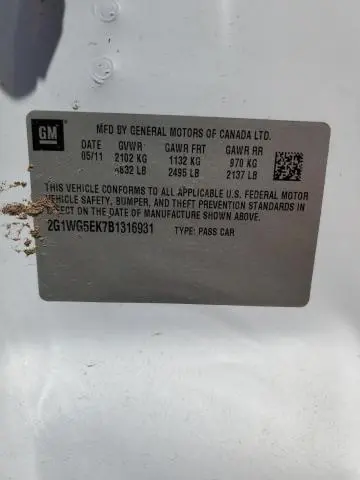 GM
MFD BY GENERAL MOTORS OF CANADA LTD.
DATE GVWR GAWR FRT GAWR RR
05/11 2102 KG 1132 KG 970 KG
2495 LB 2137 LB
THIS VEHICLE CONFORMS TO ALL APPLICABLE U.S. FEDERAL MOTOR
VEHICLE SAFETY, BUMPER, AND THEFT PREVENTION STANDARDS IN
EFFECT ON THE DATE OF MANUFACTURE SHOWN ABOVE.
2G1WG5EK7B1316931 TYPE: PASS CAR